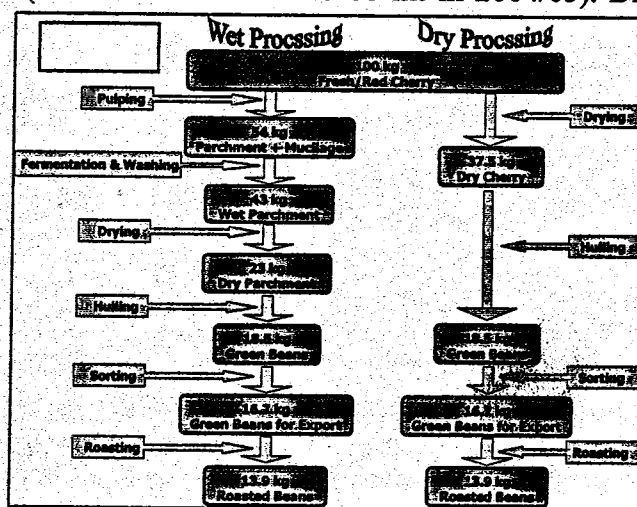 Wet Procssing
Dry Procssing
100 kg
Fresh/Red Cherry
Pulping
Drying
54 kg
Parchment + Mucilage
37.5 kg
Dry Cherry
Fermentation & Washing
43 kg
Wet Parchment
Drying
Hulling
23 kg
Dry Parchment
Hulling
Green Beans
Green Beans
Sorting
Sorting
16.2 kg
Green Beans for Export
16.2 kg
Green Beans for Export
Roasting
Roasting
13.9 kg
Roasted Beans
13.9 kg
Roasted Beans